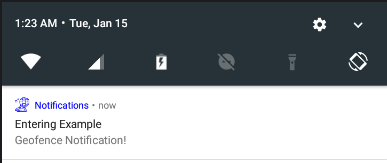 1:23 AM • Tue, Jan 15
Notifications • now
Entering Example
Geofence Notification!